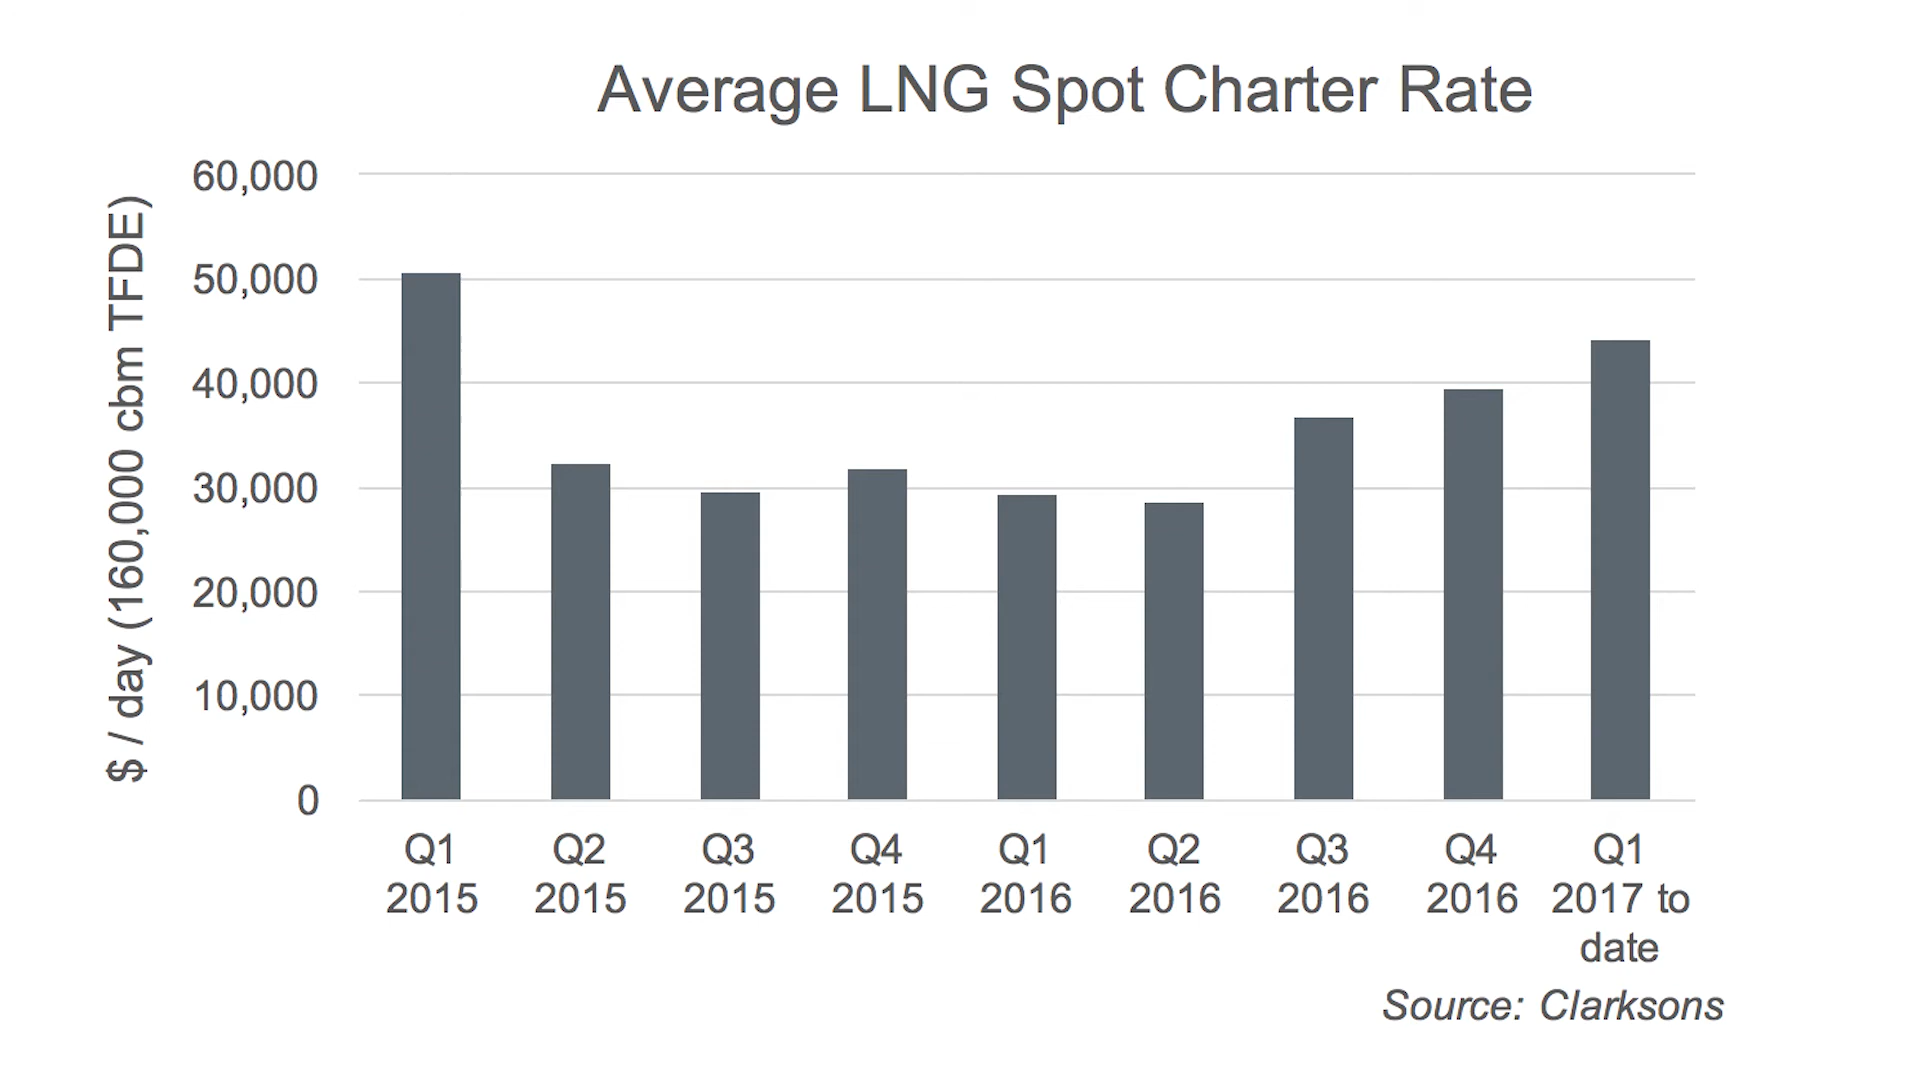 Average LNG Spot Charter Rate
$ / day (160,000 cbm TFDE)
60,000
50,000
40,000
30,000
20,000
10,000
0
Q1
2015
Q2
2015
Q3
2015
Q4
2015
Q1
2016
Q2
2016
Q3
2016
Q4
2016
Q1
2017 to
date
Source: Clarksons